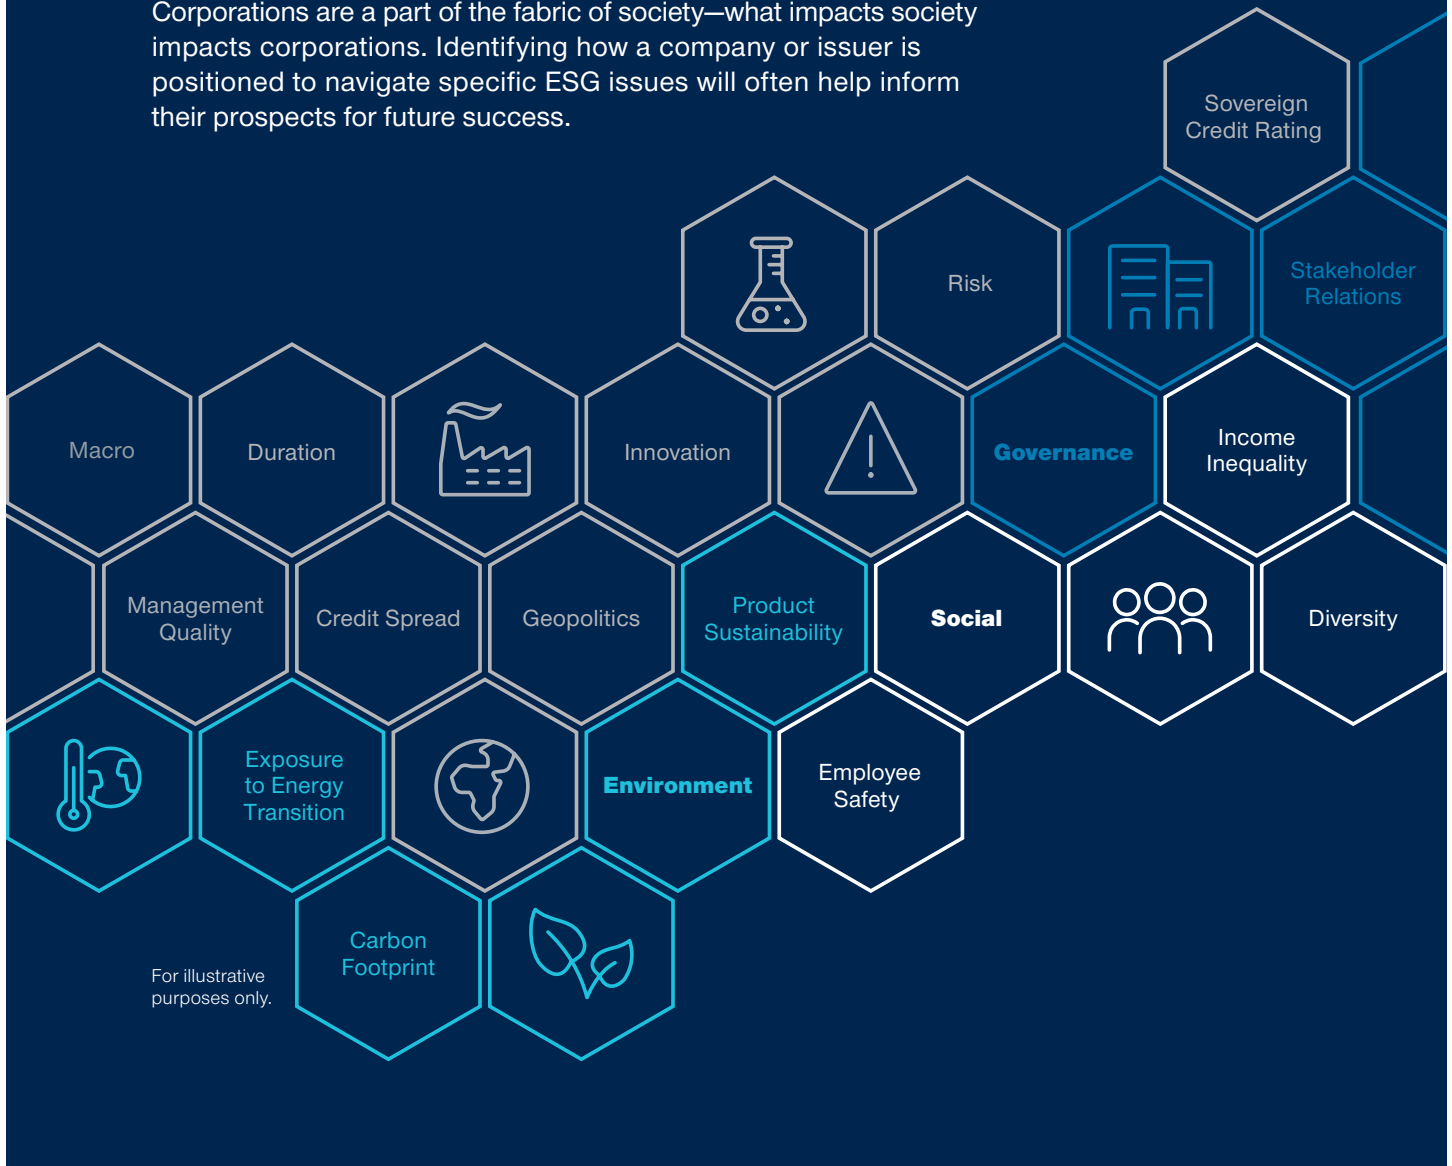 Corporations are a part of the fabric of society—what impacts society
impacts corporations. Identifying how a company or issuer is
positioned to navigate specific ESG issues will often help inform
their prospects for future success.
Sovereign
Credit Rating
Risk
Stakeholder
Relations
Macro
Duration
Innovation
Governance
Income
Inequality
Management
Quality
Credit Spread
Geopolitics
Product
Sustainability
Social
Diversity
Exposure
to Energy
Transition
Environment
Employee
Safety
Carbon
Footprint
For illustrative
purposes only.